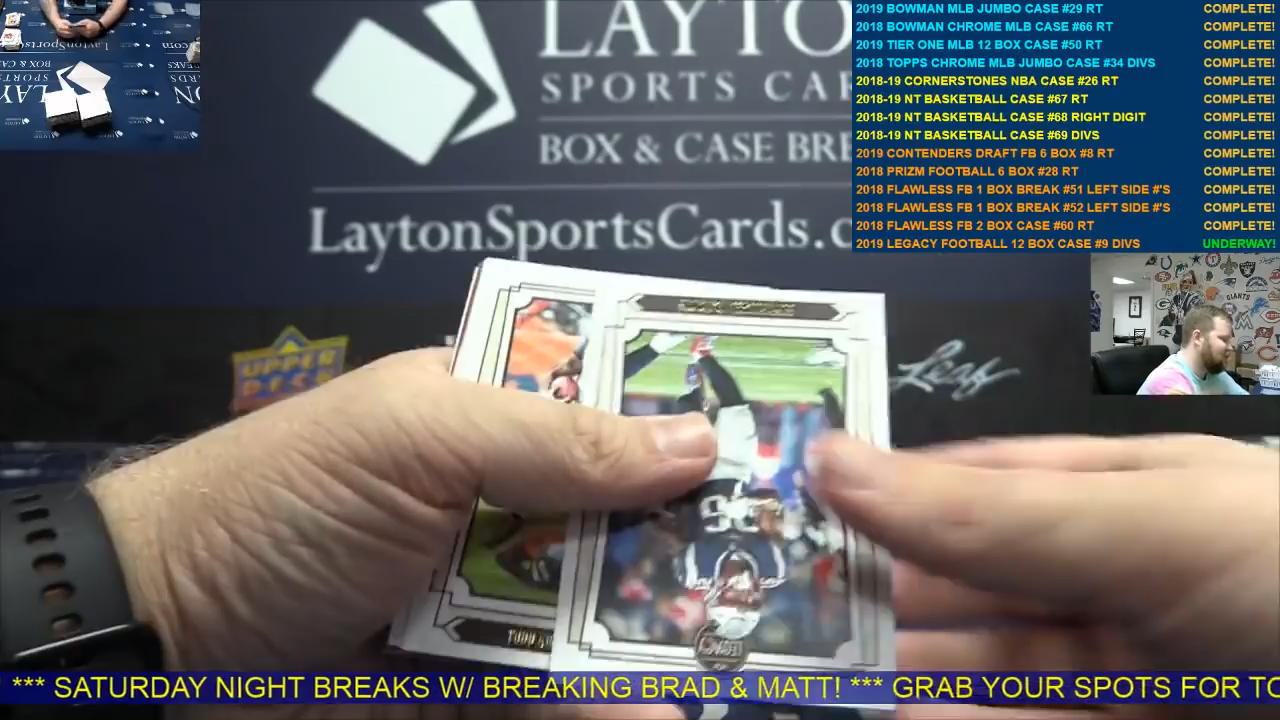 LAYTO
SPORTS CAR
BOX & CASE BRE
LaytonSportsCards.c
UPPER
DECK
Leaf
2019 BOWMAN MLB JUMBO CASE #29 RT COMPLETE!
2018 BOWMAN CHROME MLB CASE #66 RT COMPLETE!
2019 TIER ONE MLB 12 BOX CASE #50 RT COMPLETE!
2018 TOPPS CHROME MLB JUMBO CASE #34 DIVS COMPLETE!
2018-19 CORNERSTONES NBA CASE #26 RT COMPLETE!
2018-19 NT BASKETBALL CASE #67 RT COMPLETE!
2018-19 NT BASKETBALL CASE #68 RIGHT DIGIT COMPLETE!
2018-19 NT BASKETBALL CASE #69 DIVS COMPLETE!
2019 CONTENDERS DRAFT FB 6 BOX #8 RT COMPLETE!
2018 PRIZM FOOTBALL 6 BOX #28 RT COMPLETE!
2018 FLAWLESS FB 1 BOX BREAK #51 LEFT SIDE #'S COMPLETE!
2018 FLAWLESS FB 1 BOX BREAK #52 LEFT SIDE #'S COMPLETE!
2018 FLAWLESS FB 2 BOX CASE #60 RT COMPLETE!
2019 LEGACY FOOTBALL 12 BOX CASE #9 DIVS UNDERWAY!
GIANTS
*** SATURDAY NIGHT BREAKS W/ BREAKING BRAD & MATT! *** GRAB YOUR SPOTS FOR TO